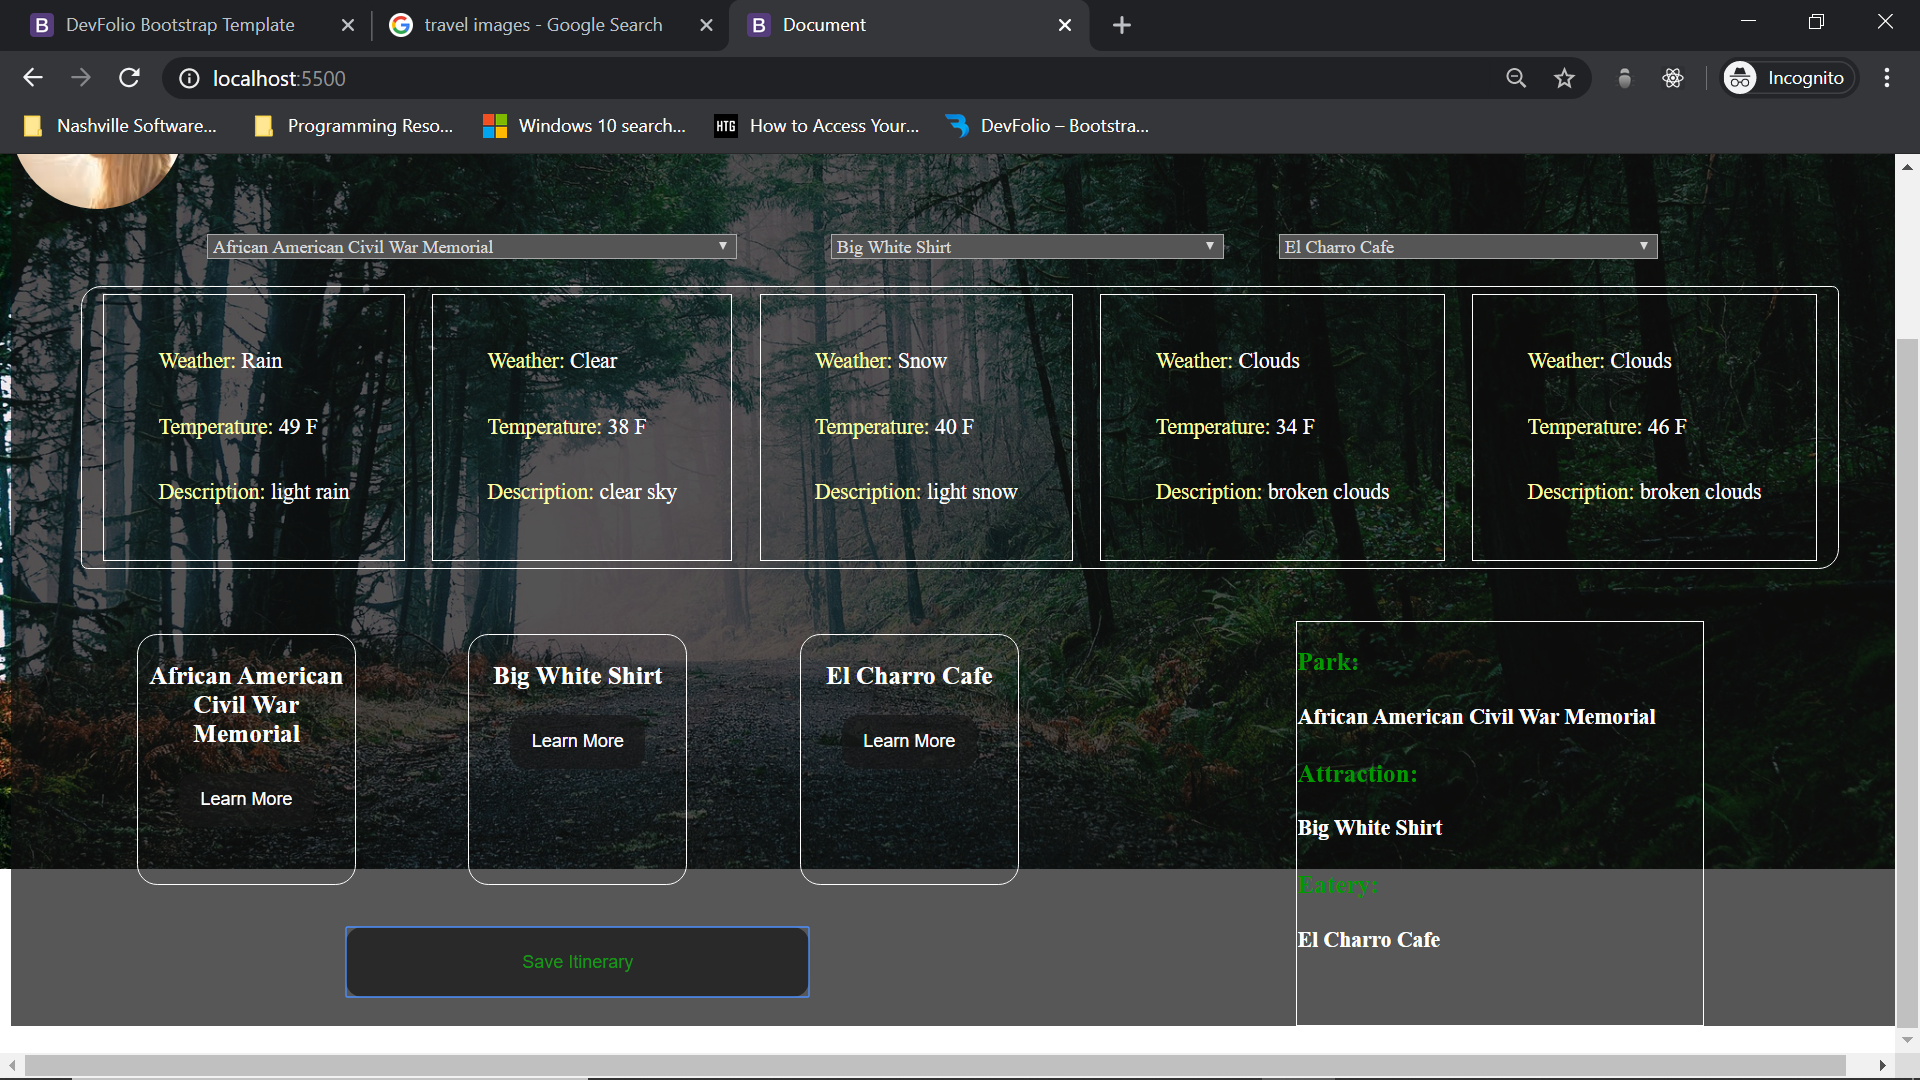 DevFolio Bootstrap Template
travel images - Google Search
Document
localhost:5500
Incognito
Nashville Software...
Programming Reso...
Windows 10 search...
HTG
How to Access Your...
DevFolio – Bootstra...
African American Civil War Memorial
Big White Shirt
El Charro Cafe
Weather: Rain
Temperature: 49 F
Description: light rain
Weather: Clear
Temperature: 38 F
Description: clear sky
Weather: Snow
Temperature: 40 F
Description: light snow
Weather: Clouds
Temperature: 34 F
Description: broken clouds
Weather: Clouds
Temperature: 46 F
Description: broken clouds
African American
Civil War
Memorial
Learn More
Big White Shirt
Learn More
El Charro Cafe
Learn More
Park:
African American Civil War Memorial
Attraction:
Big White Shirt
Eatery:
El Charro Cafe
Save Itinerary